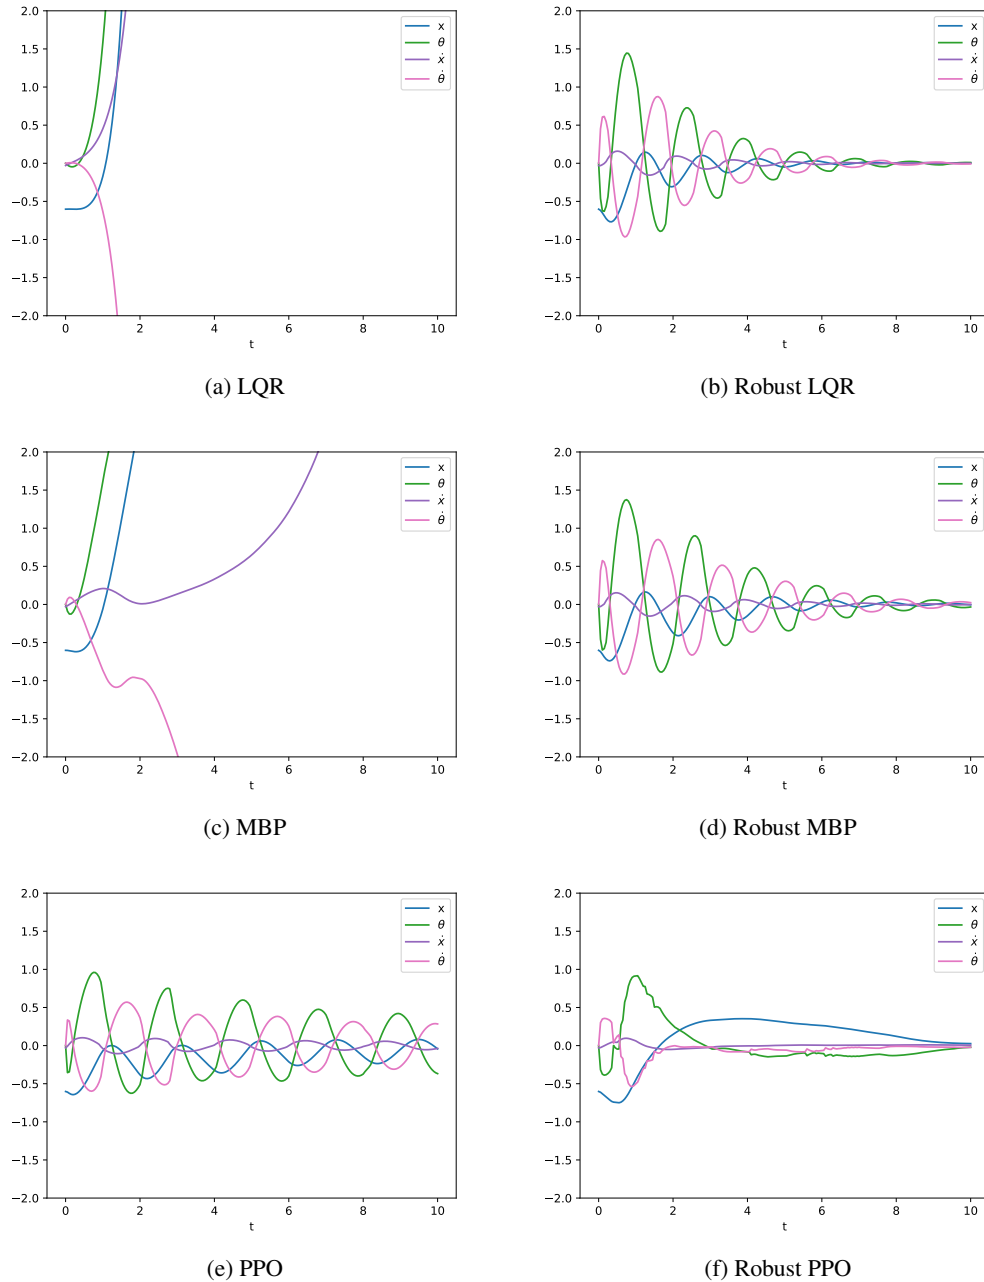 2.0
1.5
1.0
0.5
0.0
−0.5
−1.0
−1.5
−2.0
0 2 4 6 8 10
t
x
θ
ẋ
θ̇
(a) LQR
2.0
1.5
1.0
0.5
0.0
−0.5
−1.0
−1.5
−2.0
0 2 4 6 8 10
t
x
θ
ẋ
θ̇
(b) Robust LQR
2.0
1.5
1.0
0.5
0.0
−0.5
−1.0
−1.5
−2.0
0 2 4 6 8 10
t
x
θ
ẋ
θ̇
(c) MBP
2.0
1.5
1.0
0.5
0.0
−0.5
−1.0
−1.5
−2.0
0 2 4 6 8 10
t
x
θ
ẋ
θ̇
(d) Robust MBP
2.0
1.5
1.0
0.5
0.0
−0.5
−1.0
−1.5
−2.0
0 2 4 6 8 10
t
x
θ
ẋ
θ̇
(e) PPO
2.0
1.5
1.0
0.5
0.0
−0.5
−1.0
−1.5
−2.0
0 2 4 6 8 10
t
x
θ
ẋ
θ̇
(f) Robust PPO